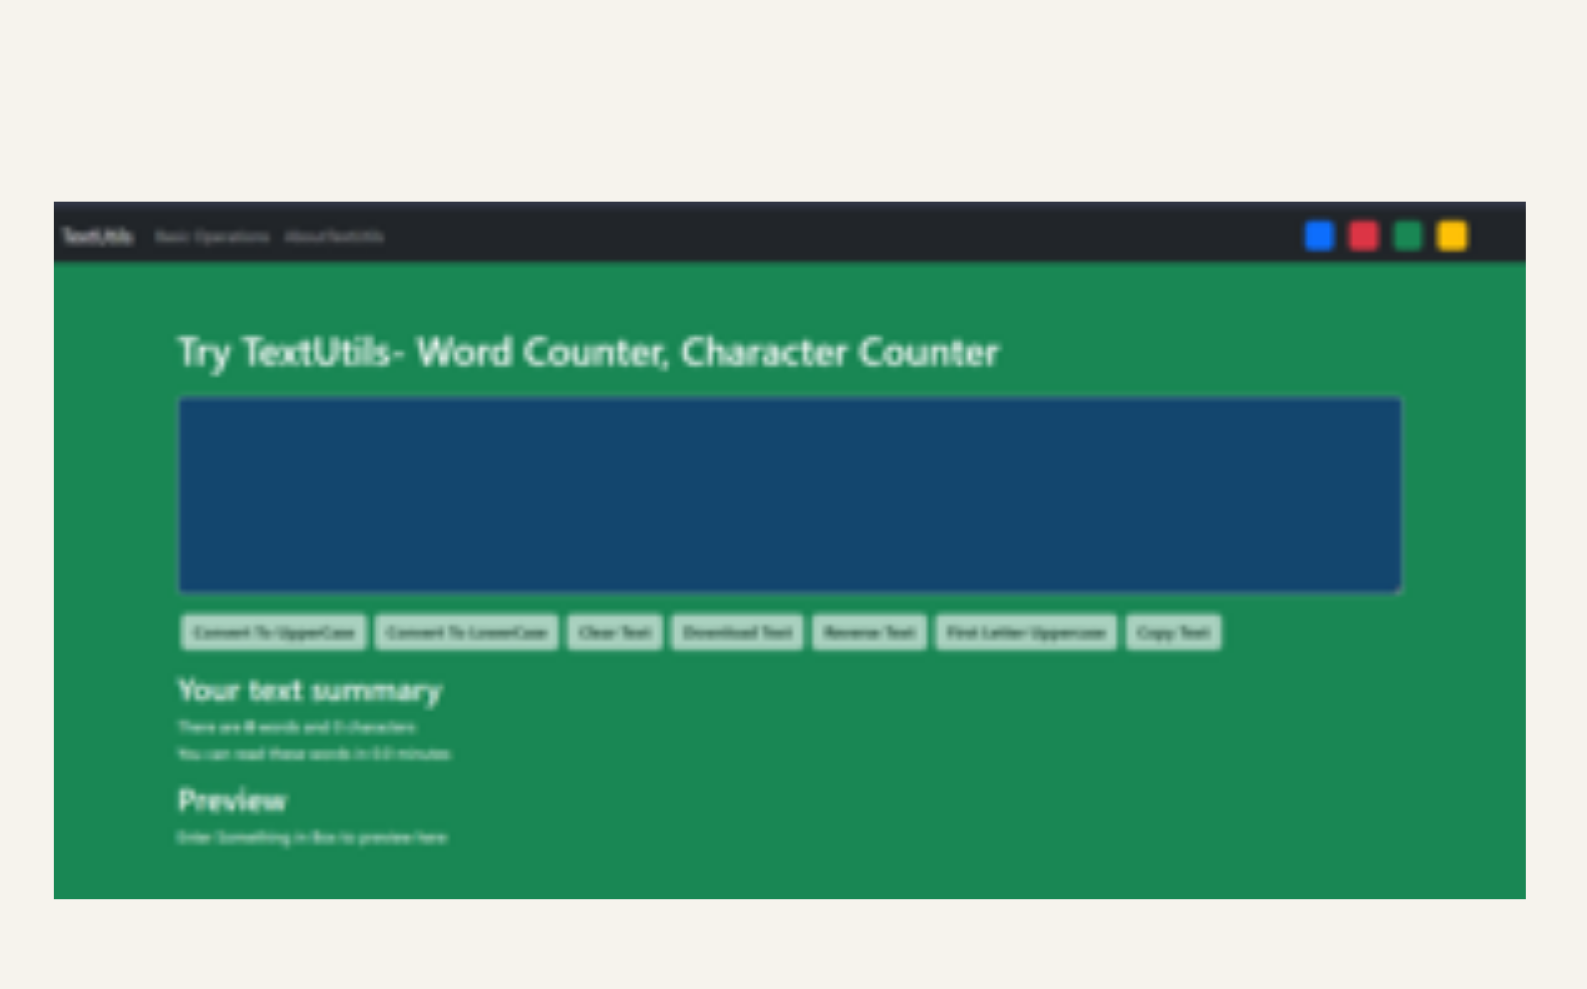 TextUtils Basic Operations AboutTextUtils
Try TextUtils- Word Counter, Character Counter
Convert To UpperCase Convert To LowerCase Clear Text Download Text Reverse Text First Letter Uppercase Copy Text
Your text summary
There are 0 words and 0 characters
You can read these words in 0.0 minutes
Preview
Enter Something in Box to preview here